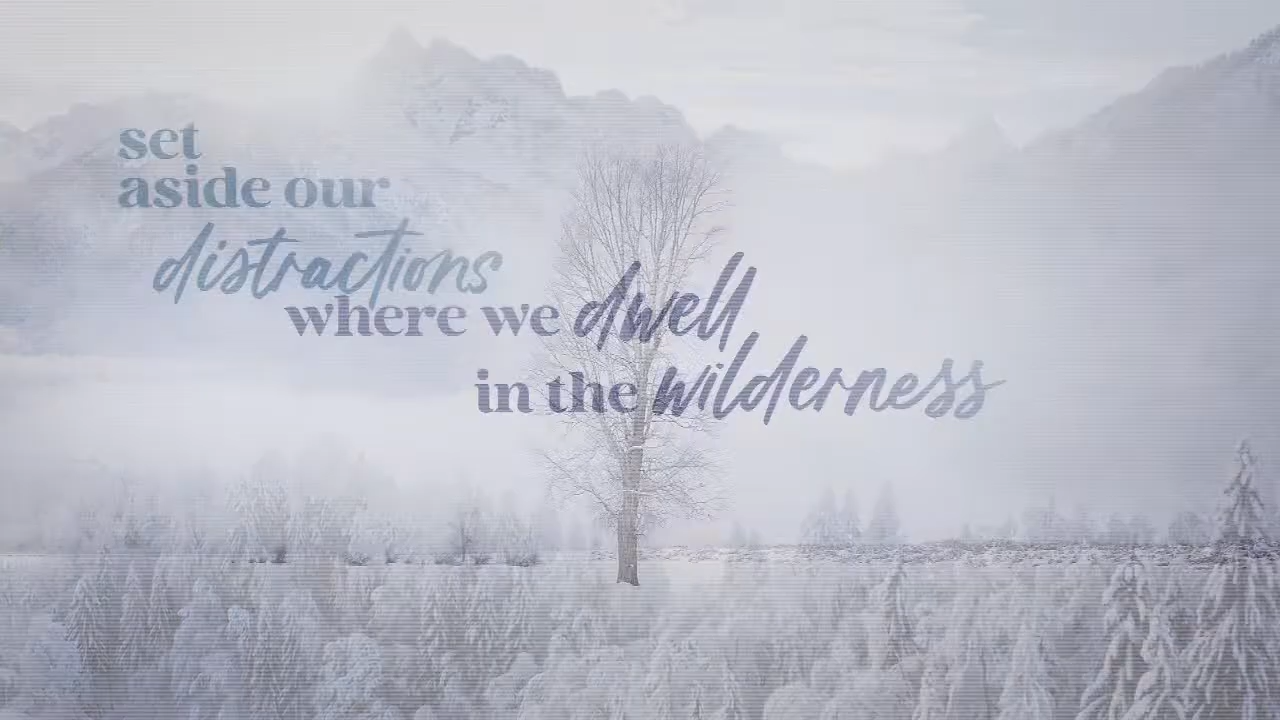 set
aside our
distractions
where we dwell
in the wilderness